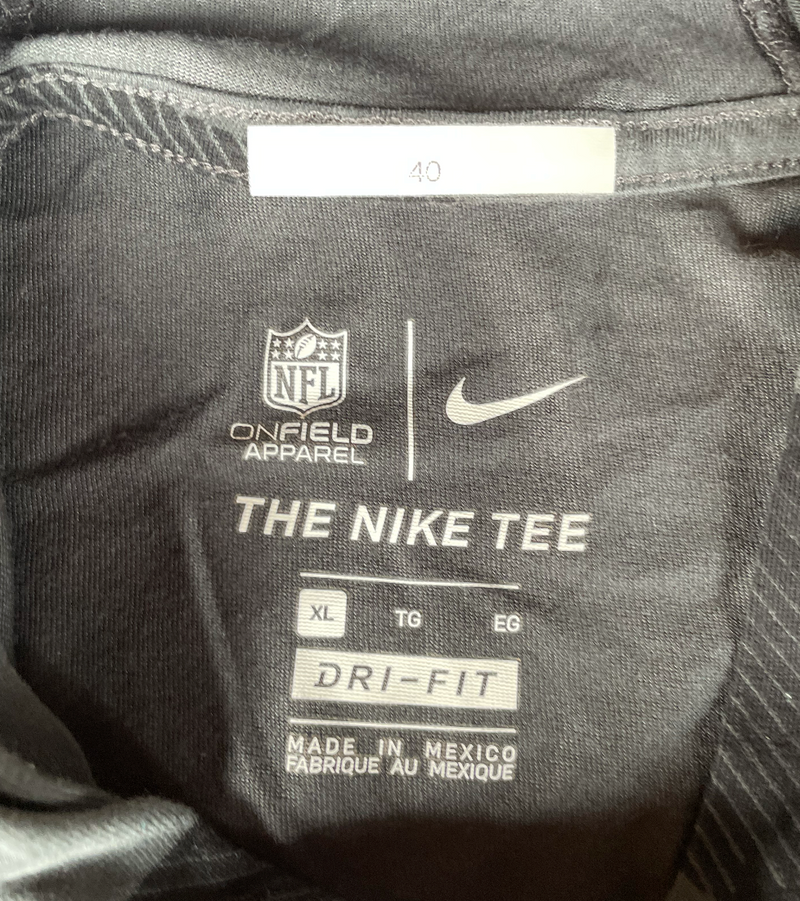 40
NFL
ONFIELD
APPAREL
THE NIKE TEE
XL TG EG
DRI-FIT
MADE IN MEXICO
FABRIQUE AU MEXIQUE